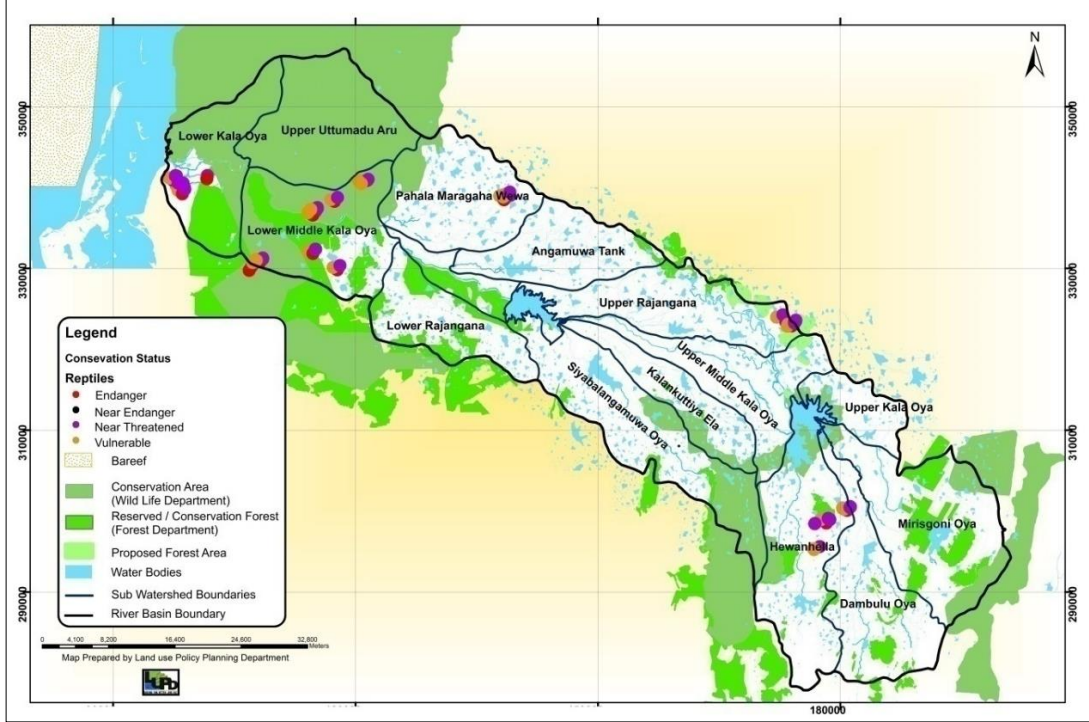 N
350000
350000
Lower Kala Oya
Upper Uttumadu Aru
Pahala Maragaha Wewa
Lower Middle Kala Oya
Angamuwa Tank
330000
330000
Upper Rajangana
Lower Rajangana
Upper Middle Kala Oya
Siyabalangamuwa Oya
Kalankuttiya Ela
Upper Kala Oya
310000
310000
Mirisgoni Oya
Hewanhella
Dambulu Oya
290000
290000
Legend
Consevation Status
Reptiles
Endanger
Near Endanger
Near Threatened
Vulnerable
Bareef
Conservation Area
(Wild Life Department)
Reserved / Conservation Forest
(Forest Department)
Proposed Forest Area
Water Bodies
Sub Watershed Boundaries
River Basin Boundary
0 4,100 8,200 16,400 24,600 32,800
Meters
Map Prepared by Land use Policy Planning Department
LUPPD
180000